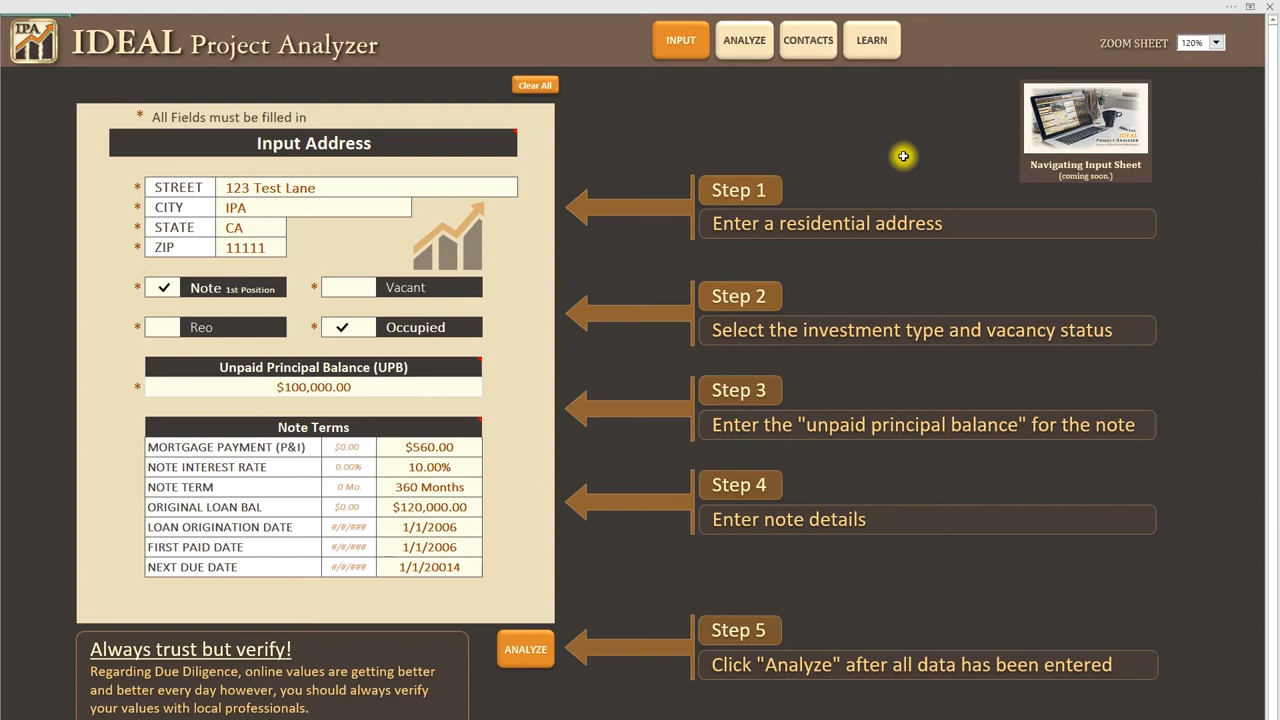 IPA
IDEAL Project Analyzer
INPUT
ANALYZE
CONTACTS
LEARN
ZOOM SHEET
120%
Clear All
* All Fields must be filled in
Input Address
* STREET 123 Test Lane
* CITY IPA
* STATE CA
* ZIP 11111
* ✓ Note 1st Position
* Vacant
Reo
* ✓ Occupied
Unpaid Principal Balance (UPB)
* $100,000.00
Note Terms
MORTGAGE PAYMENT (P&I) $0.00 $560.00
NOTE INTEREST RATE 0.00% 10.00%
NOTE TERM 0 Mo. 360 Months
ORIGINAL LOAN BAL $0.00 $120,000.00
LOAN ORIGINATION DATE #/#/### 1/1/2006
FIRST PAID DATE #/#/### 1/1/2006
NEXT DUE DATE #/#/### 1/1/20014
Always trust but verify!
Regarding Due Diligence, online values are getting better
and better every day however, you should always verify
your values with local professionals.
ANALYZE
The
IDEAL
PROJECT ANALYZER
Navigating Input Sheet
(coming soon.)
Step 1
Enter a residential address
Step 2
Select the investment type and vacancy status
Step 3
Enter the "unpaid principal balance" for the note
Step 4
Enter note details
Step 5
Click "Analyze" after all data has been entered